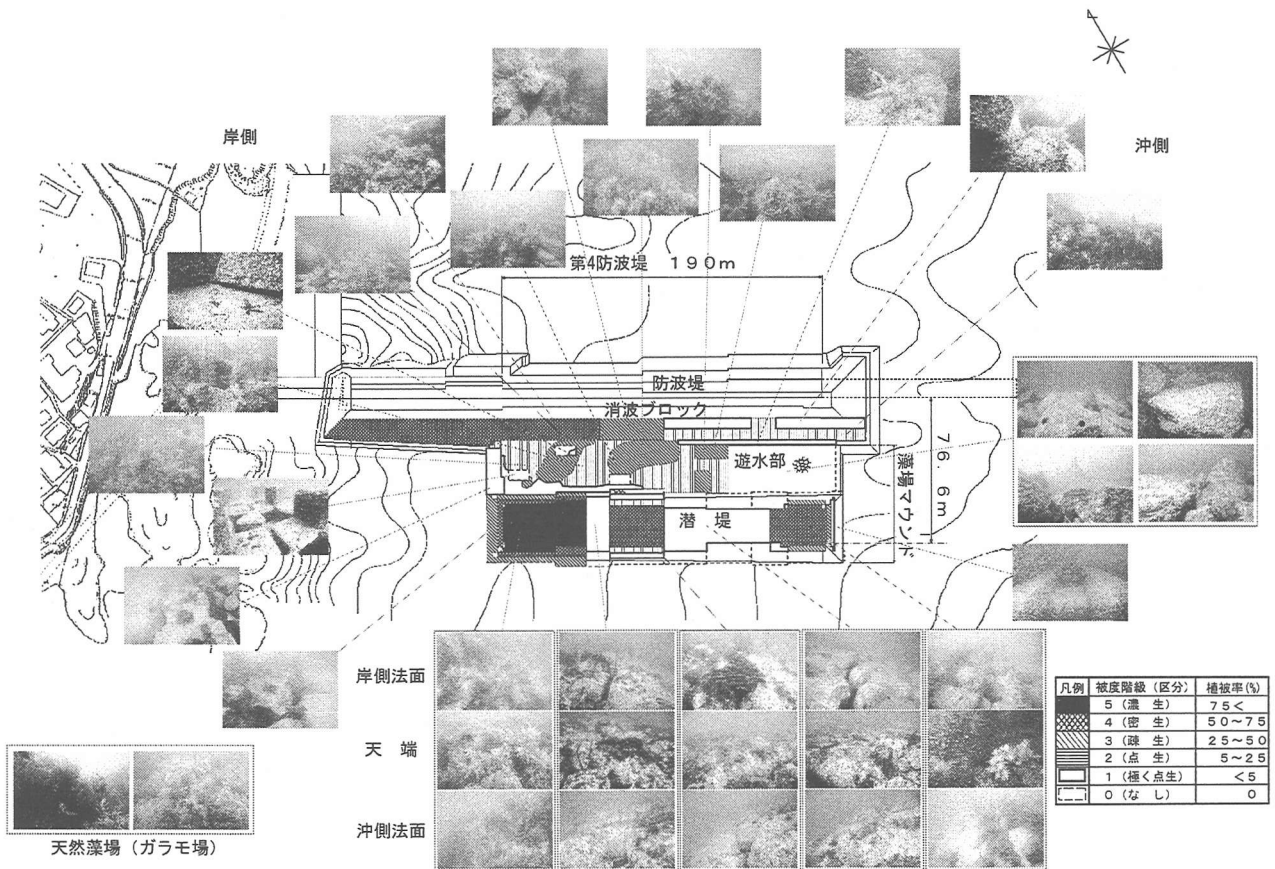 岸側
沖側
第4防波堤 190m
防波堤
消波ブロック
遊水部
藻場マウンド
76.6m
潜 堤
岸側法面
天 端
沖側法面
天然藻場（ガラモ場）
凡例 被度階級（区分） 植被率(%)
5（濃 生） 75<
4（密 生） 50～75
3（疎 生） 25～50
2（点 生） 5～25
1（極く点生） <5
0（な し） 0